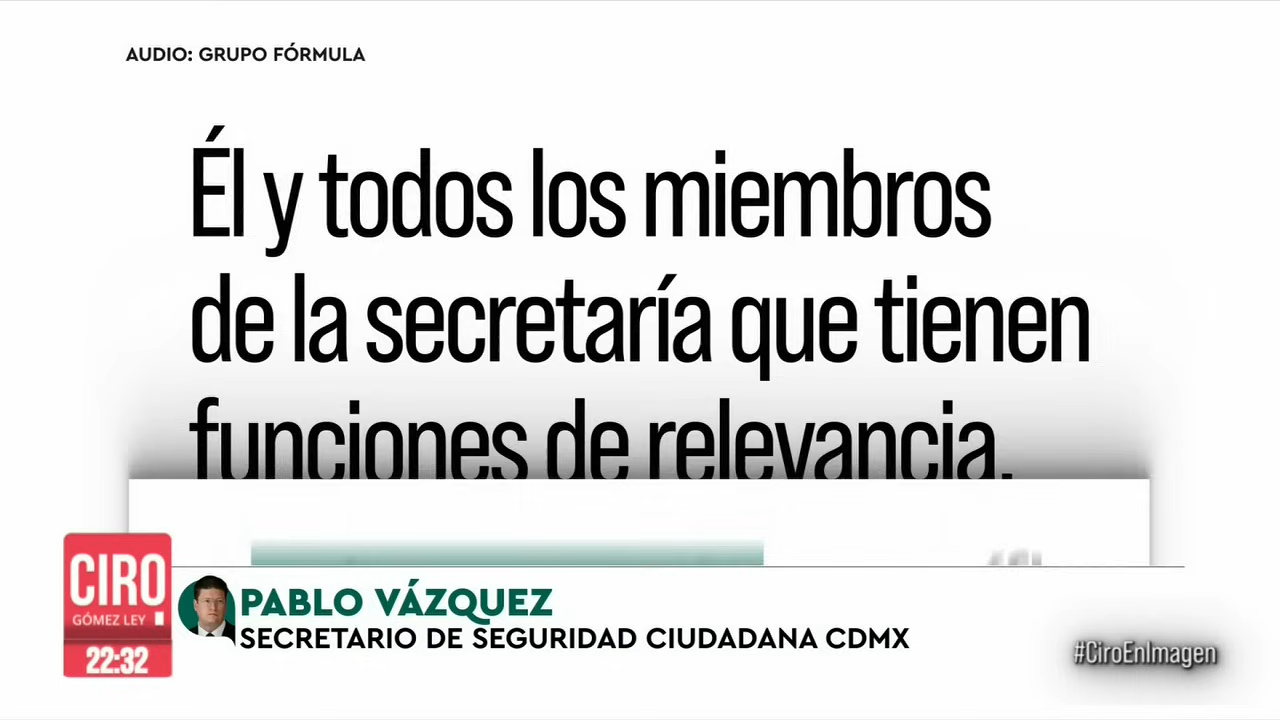 AUDIO: GRUPO FÓRMULA
Él y todos los miembros
de la secretaría que tienen
funciones de relevancia.
CIRO
GÓMEZ LEY
22:32
PABLO VÁZQUEZ
SECRETARIO DE SEGURIDAD CIUDADANA CDMX
#CiroEnImagen